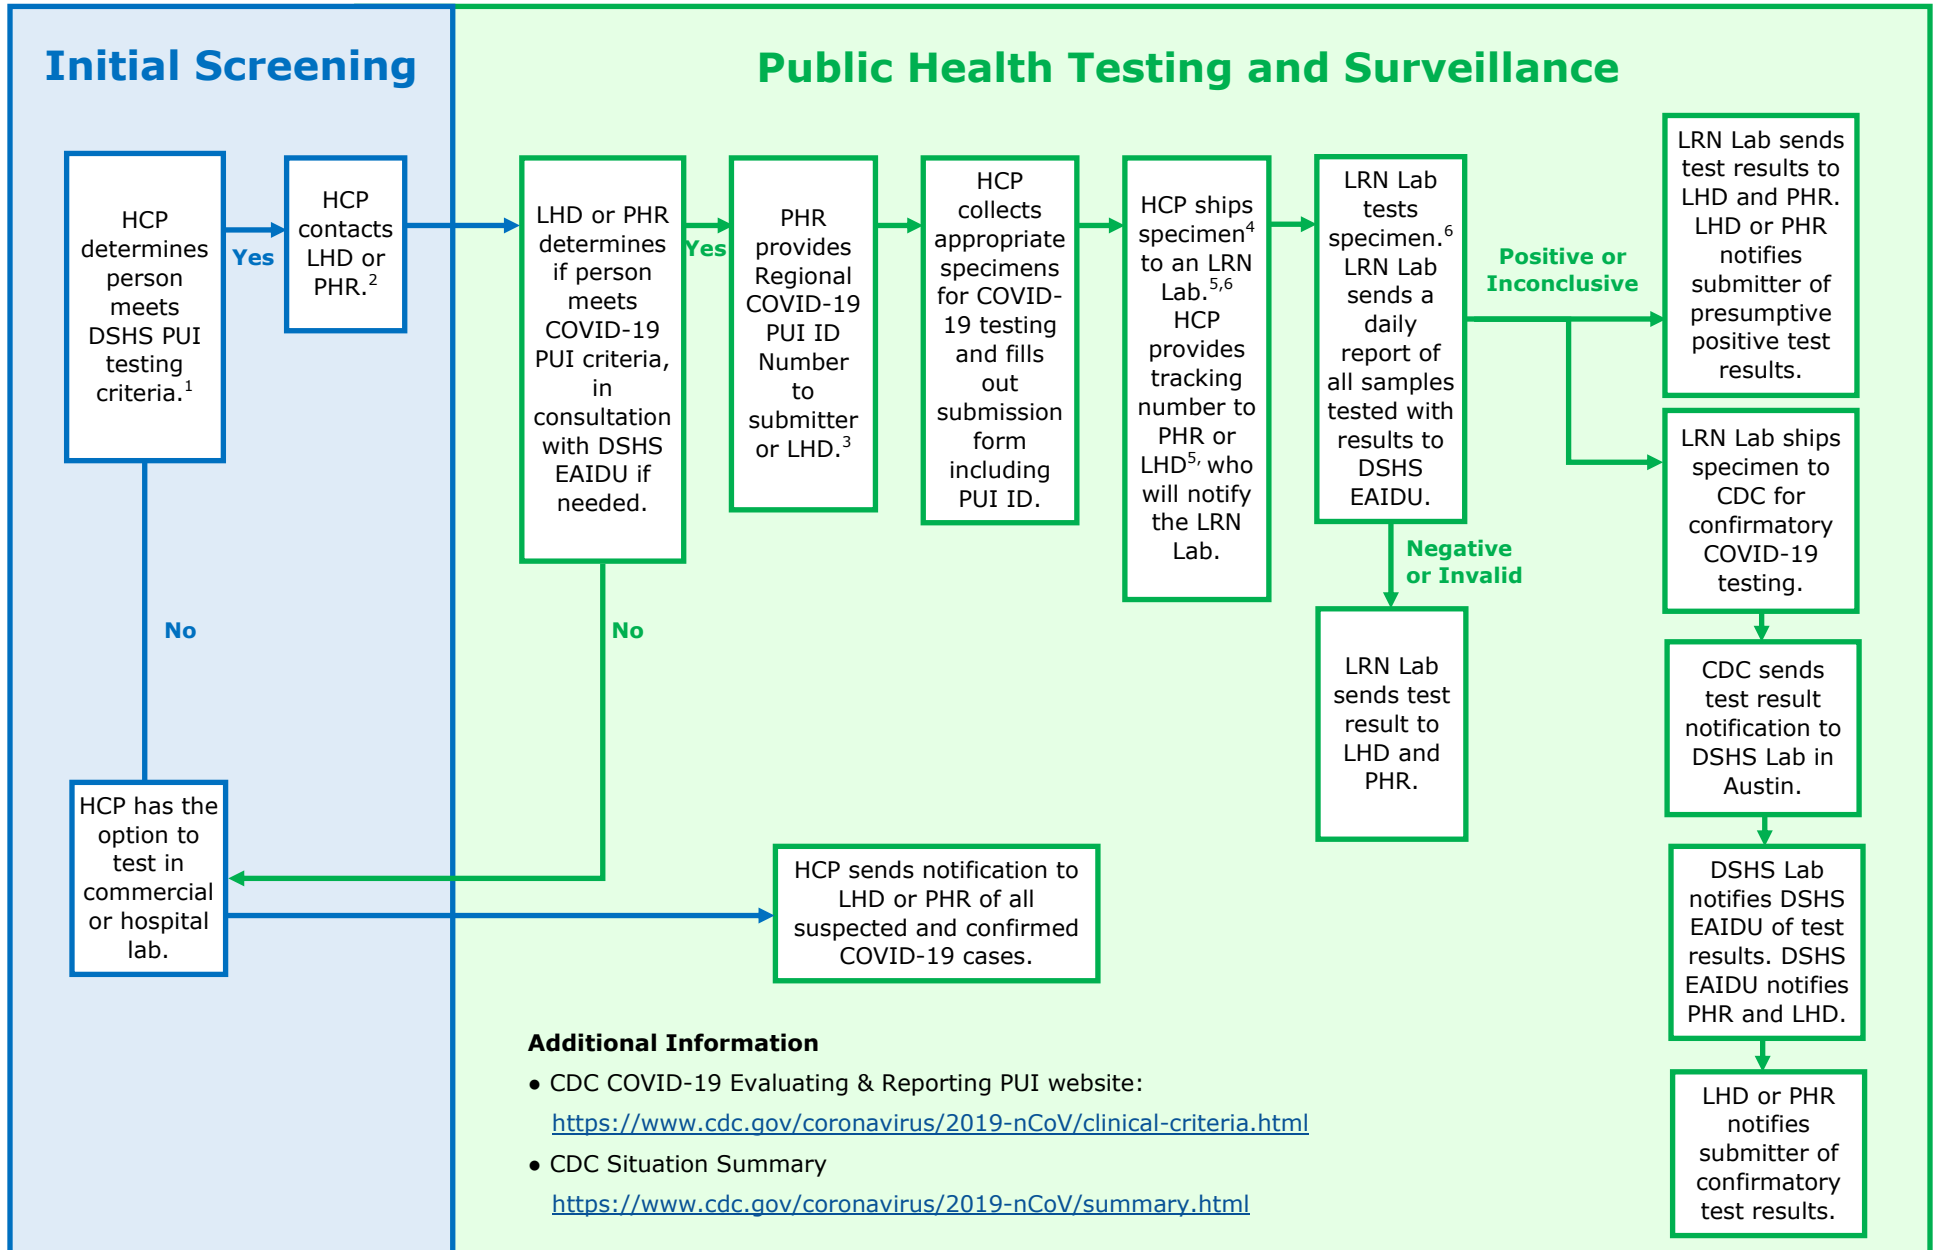 Initial Screening
Public Health Testing and Surveillance
HCP
determines
person
meets
DSHS PUI
testing
criteria.1
Yes
HCP
contacts
LHD or
PHR.2
No
HCP has the
option to
test in
commercial
or hospital
lab.
LHD or PHR
determines
if person
meets
COVID-19
PUI criteria,
in
consultation
with DSHS
EAIDU if
needed.
Yes
No
PHR
provides
Regional
COVID-19
PUI ID
Number
to
submitter
or LHD.3
HCP
collects
appropriate
specimens
for COVID-
19 testing
and fills
out
submission
form
including
PUI ID.
HCP ships
specimen4
to an LRN
Lab.5,6
HCP
provides
tracking
number to
PHR or
LHD5, who
will notify
the LRN
Lab.
LRN Lab
tests
specimen.6
LRN Lab
sends a
daily
report of
all samples
tested with
results to
DSHS
EAIDU.
Positive or
Inconclusive
Negative
or Invalid
LRN Lab
sends test
result to
LHD and
PHR.
LRN Lab sends
test results to
LHD and PHR.
LHD or PHR
notifies
submitter of
presumptive
positive test
results.
LRN Lab ships
specimen to
CDC for
confirmatory
COVID-19
testing.
CDC sends
test result
notification to
DSHS Lab in
Austin.
DSHS Lab
notifies DSHS
EAIDU of test
results. DSHS
EAIDU notifies
PHR and LHD.
LHD or PHR
notifies
submitter of
confirmatory
test results.
HCP sends notification to
LHD or PHR of all
suspected and confirmed
COVID-19 cases.
Additional Information
● CDC COVID-19 Evaluating & Reporting PUI website:
https://www.cdc.gov/coronavirus/2019-nCoV/clinical-criteria.html
● CDC Situation Summary
https://www.cdc.gov/coronavirus/2019-nCoV/summary.html